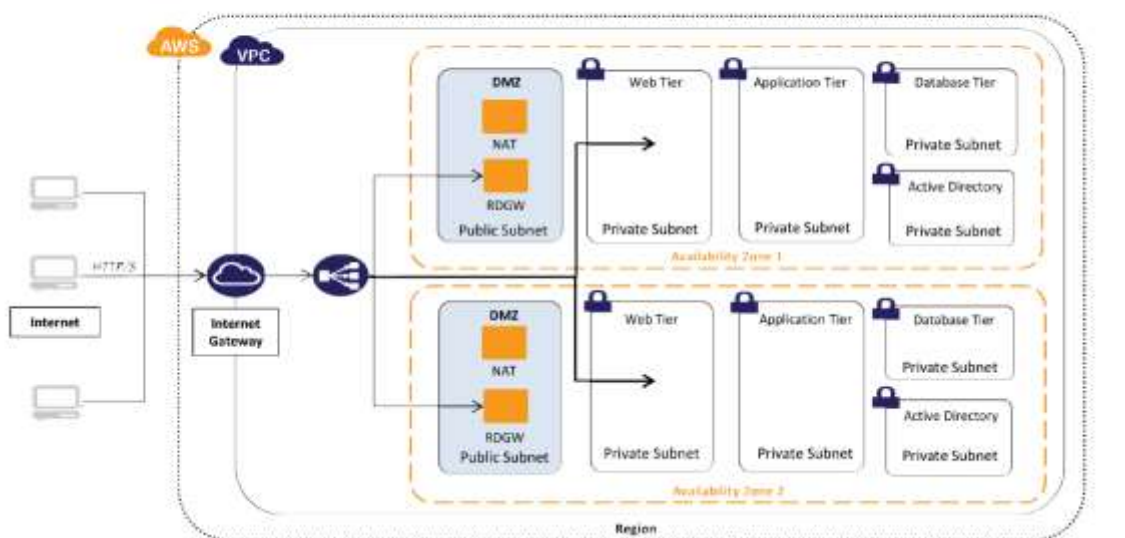 AWS
VPC
DMZ
NAT
RDGW
Public Subnet
Web Tier
Private Subnet
Application Tier
Private Subnet
Database Tier
Private Subnet
Active Directory
Private Subnet
Availability Zone 1
HTTP/S
Internet
Internet
Gateway
DMZ
NAT
RDGW
Public Subnet
Web Tier
Private Subnet
Application Tier
Private Subnet
Database Tier
Private Subnet
Active Directory
Private Subnet
Availability Zone 2
Region